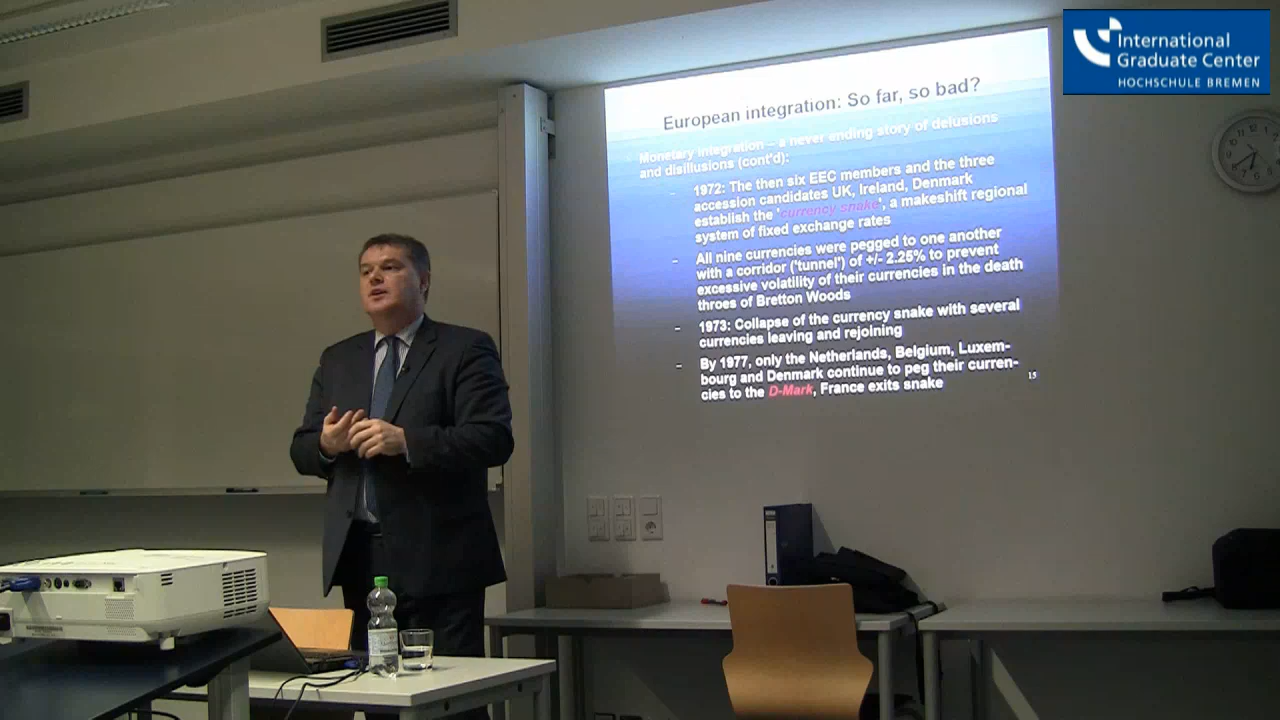 International
Graduate Center
HOCHSCHULE BREMEN
European integration: So far, so bad?
Monetary integration – a never ending story of delusions
and disillusions (cont'd):
– 1972: The then six EEC members and the three
accession candidates UK, Ireland, Denmark
establish the 'currency snake', a makeshift regional
system of fixed exchange rates
– All nine currencies were pegged to one another
with a corridor ('tunnel') of +/- 2.25% to prevent
excessive volatility of their currencies in the death
throes of Bretton Woods
– 1973: Collapse of the currency snake with several
currencies leaving and rejoining
– By 1977, only the Netherlands, Belgium, Luxem-
bourg and Denmark continue to peg their curren-
cies to the D-Mark, France exits snake
15